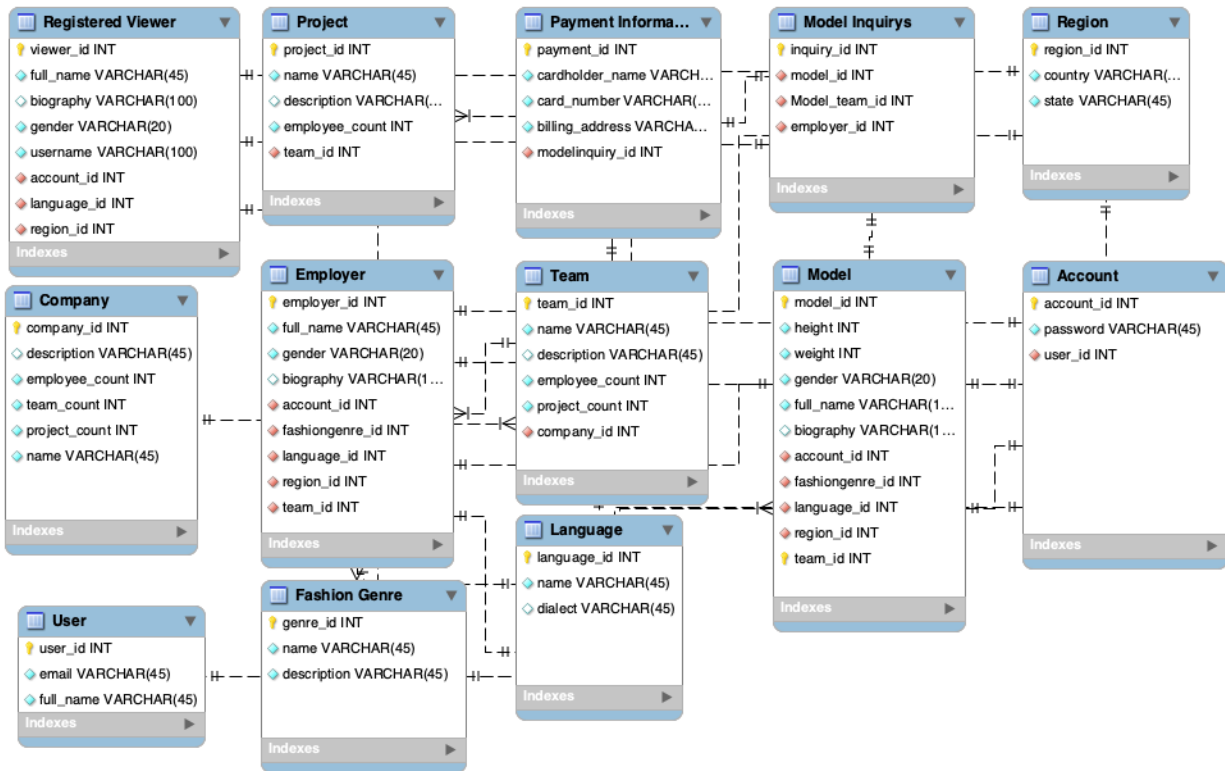 Registered Viewer
viewer_id INT
full_name VARCHAR(45)
biography VARCHAR(100)
gender VARCHAR(20)
username VARCHAR(100)
account_id INT
language_id INT
region_id INT
Indexes
Project
project_id INT
name VARCHAR(45)
description VARCHAR(...
employee_count INT
team_id INT
Indexes
Payment Informa...
payment_id INT
cardholder_name VARCH...
card_number VARCHAR(...
billing_address VARCHA...
modelinquiry_id INT
Indexes
Model Inquirys
inquiry_id INT
model_id INT
Model_team_id INT
employer_id INT
Indexes
Region
region_id INT
country VARCHAR(...
state VARCHAR(45)
Indexes
Company
company_id INT
description VARCHAR(45)
employee_count INT
team_count INT
project_count INT
name VARCHAR(45)
Indexes
Employer
employer_id INT
full_name VARCHAR(45)
gender VARCHAR(20)
biography VARCHAR(1...
account_id INT
fashiongenre_id INT
language_id INT
region_id INT
team_id INT
Indexes
Team
team_id INT
name VARCHAR(45)
description VARCHAR(45)
employee_count INT
project_count INT
company_id INT
Indexes
Model
model_id INT
height INT
weight INT
gender VARCHAR(20)
full_name VARCHAR(1...
biography VARCHAR(1...
account_id INT
fashiongenre_id INT
language_id INT
region_id INT
team_id INT
Indexes
Account
account_id INT
password VARCHAR(45)
user_id INT
Indexes
User
user_id INT
email VARCHAR(45)
full_name VARCHAR(45)
Indexes
Fashion Genre
genre_id INT
name VARCHAR(45)
description VARCHAR(45)
Indexes
Language
language_id INT
name VARCHAR(45)
dialect VARCHAR(45)
Indexes